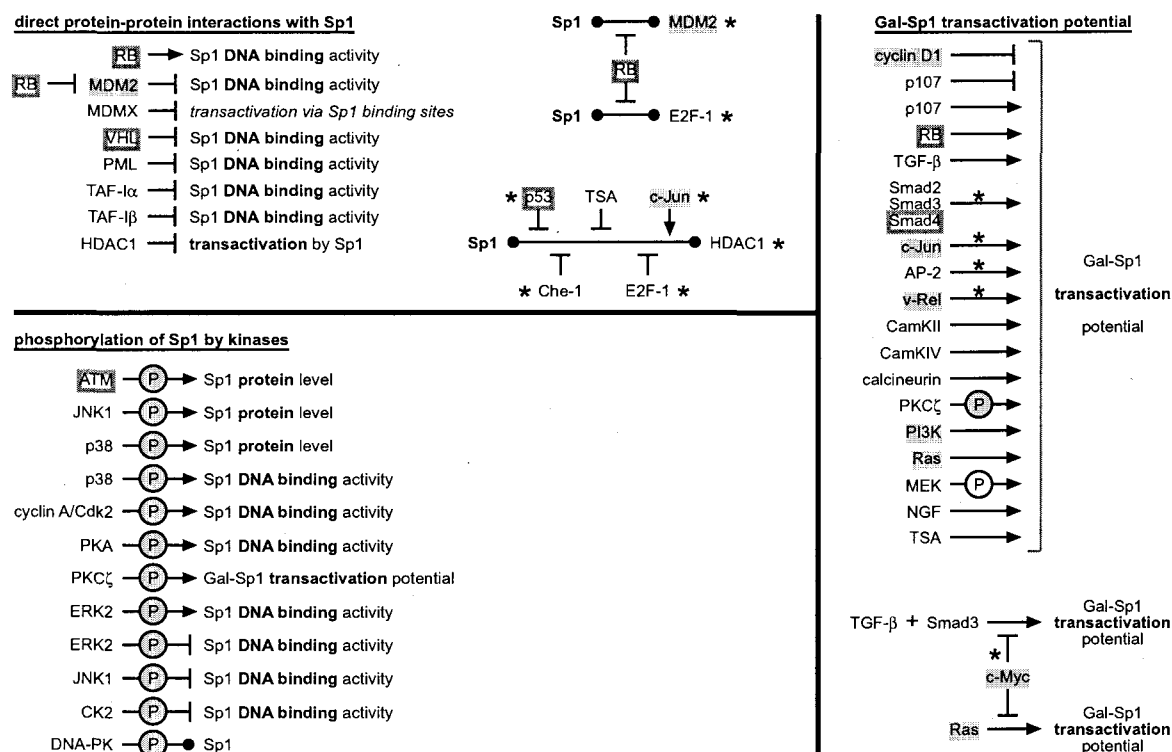 direct protein-protein interactions with Sp1
RB Sp1 DNA binding activity
RB MDM2 Sp1 DNA binding activity
MDMX transactivation via Sp1 binding sites
VHL Sp1 DNA binding activity
PML Sp1 DNA binding activity
TAF-Iα Sp1 DNA binding activity
TAF-Iβ Sp1 DNA binding activity
HDAC1 transactivation by Sp1
Sp1 MDM2 *
RB
Sp1 E2F-1 *
* p53 TSA c-Jun *
Sp1 HDAC1 *
* Che-1 E2F-1 *
phosphorylation of Sp1 by kinases
ATM P Sp1 protein level
JNK1 P Sp1 protein level
p38 P Sp1 protein level
p38 P Sp1 DNA binding activity
cyclin A/Cdk2 P Sp1 DNA binding activity
PKA P Sp1 DNA binding activity
PKCζ P Gal-Sp1 transactivation potential
ERK2 P Sp1 DNA binding activity
ERK2 P Sp1 DNA binding activity
JNK1 P Sp1 DNA binding activity
CK2 P Sp1 DNA binding activity
DNA-PK P Sp1
Gal-Sp1 transactivation potential
cyclin D1
p107
p107
RB
TGF-β
Smad2
Smad3 *
Smad4
c-Jun *
AP-2 *
v-Rel *
CamKII
CamKIV
calcineurin
PKCζ P
PI3K
Ras
MEK P
NGF
TSA
Gal-Sp1
transactivation
potential
TGF-β + Smad3
Gal-Sp1
transactivation
potential
*
c-Myc
Ras
Gal-Sp1
transactivation
potential